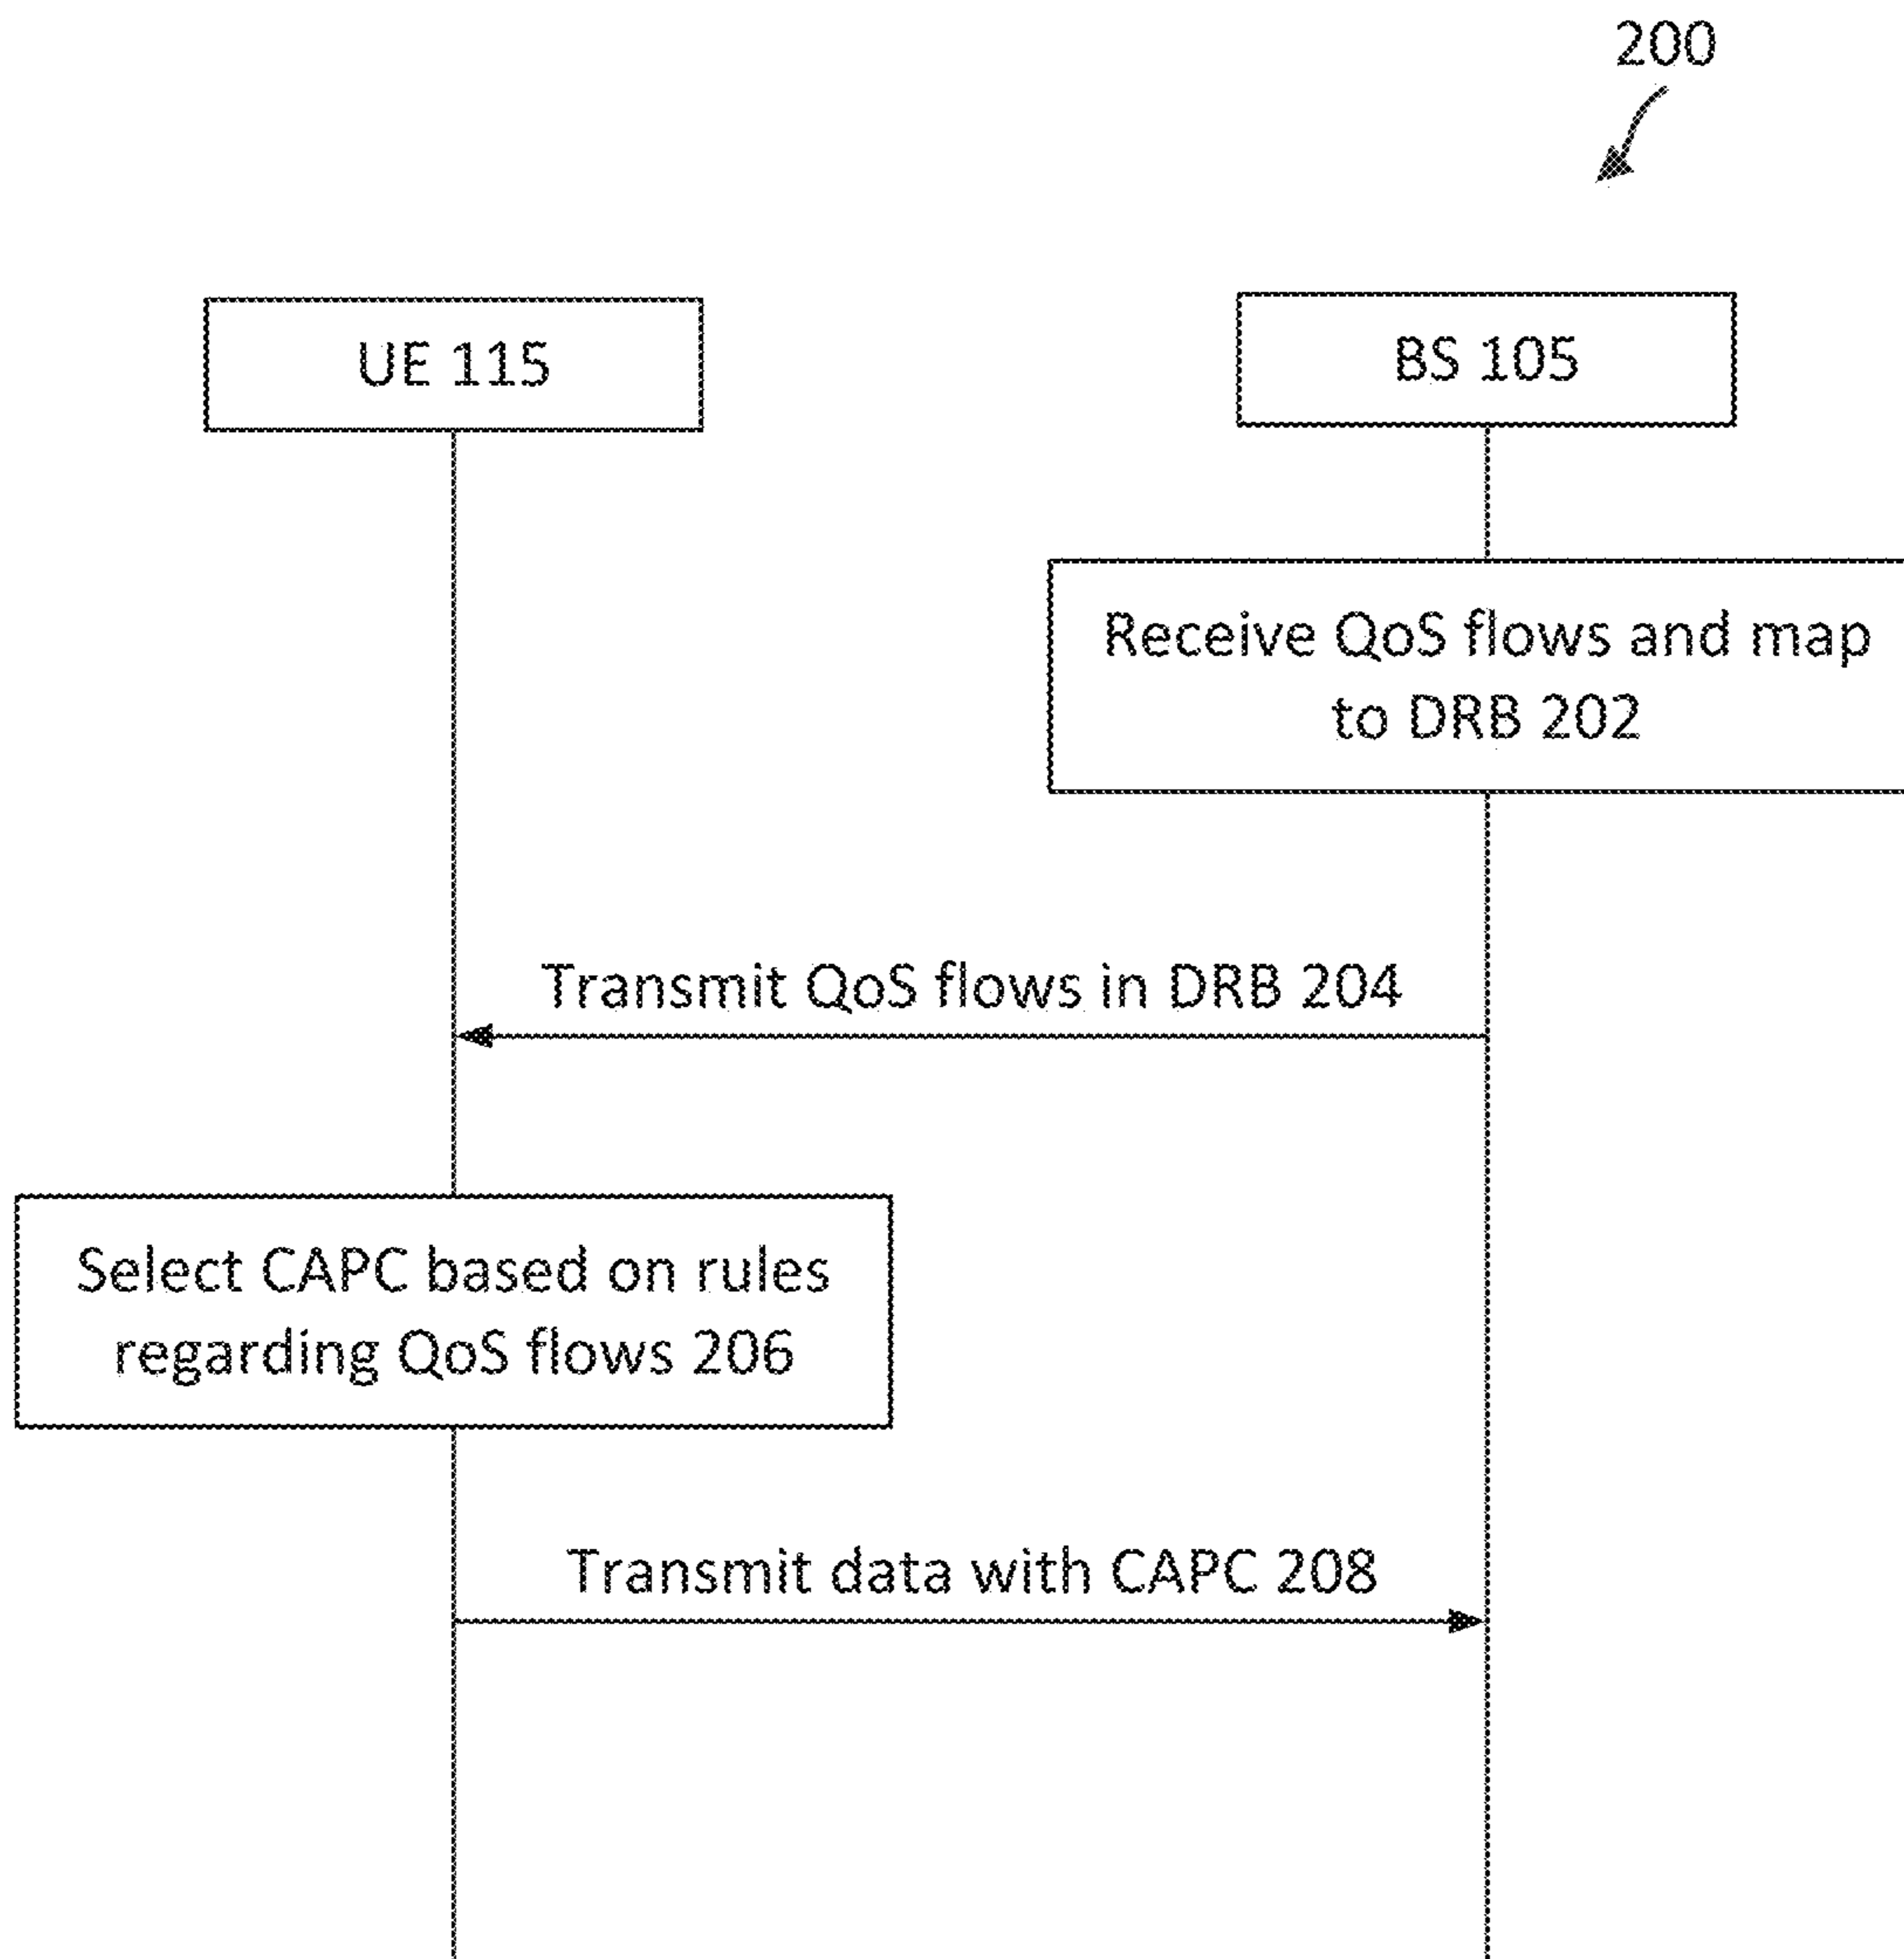 200
UE 115
BS 105
Receive QoS flows and map
to DRB 202
Transmit QoS flows in DRB 204
Select CAPC based on rules
regarding QoS flows 206
Transmit data with CAPC 208